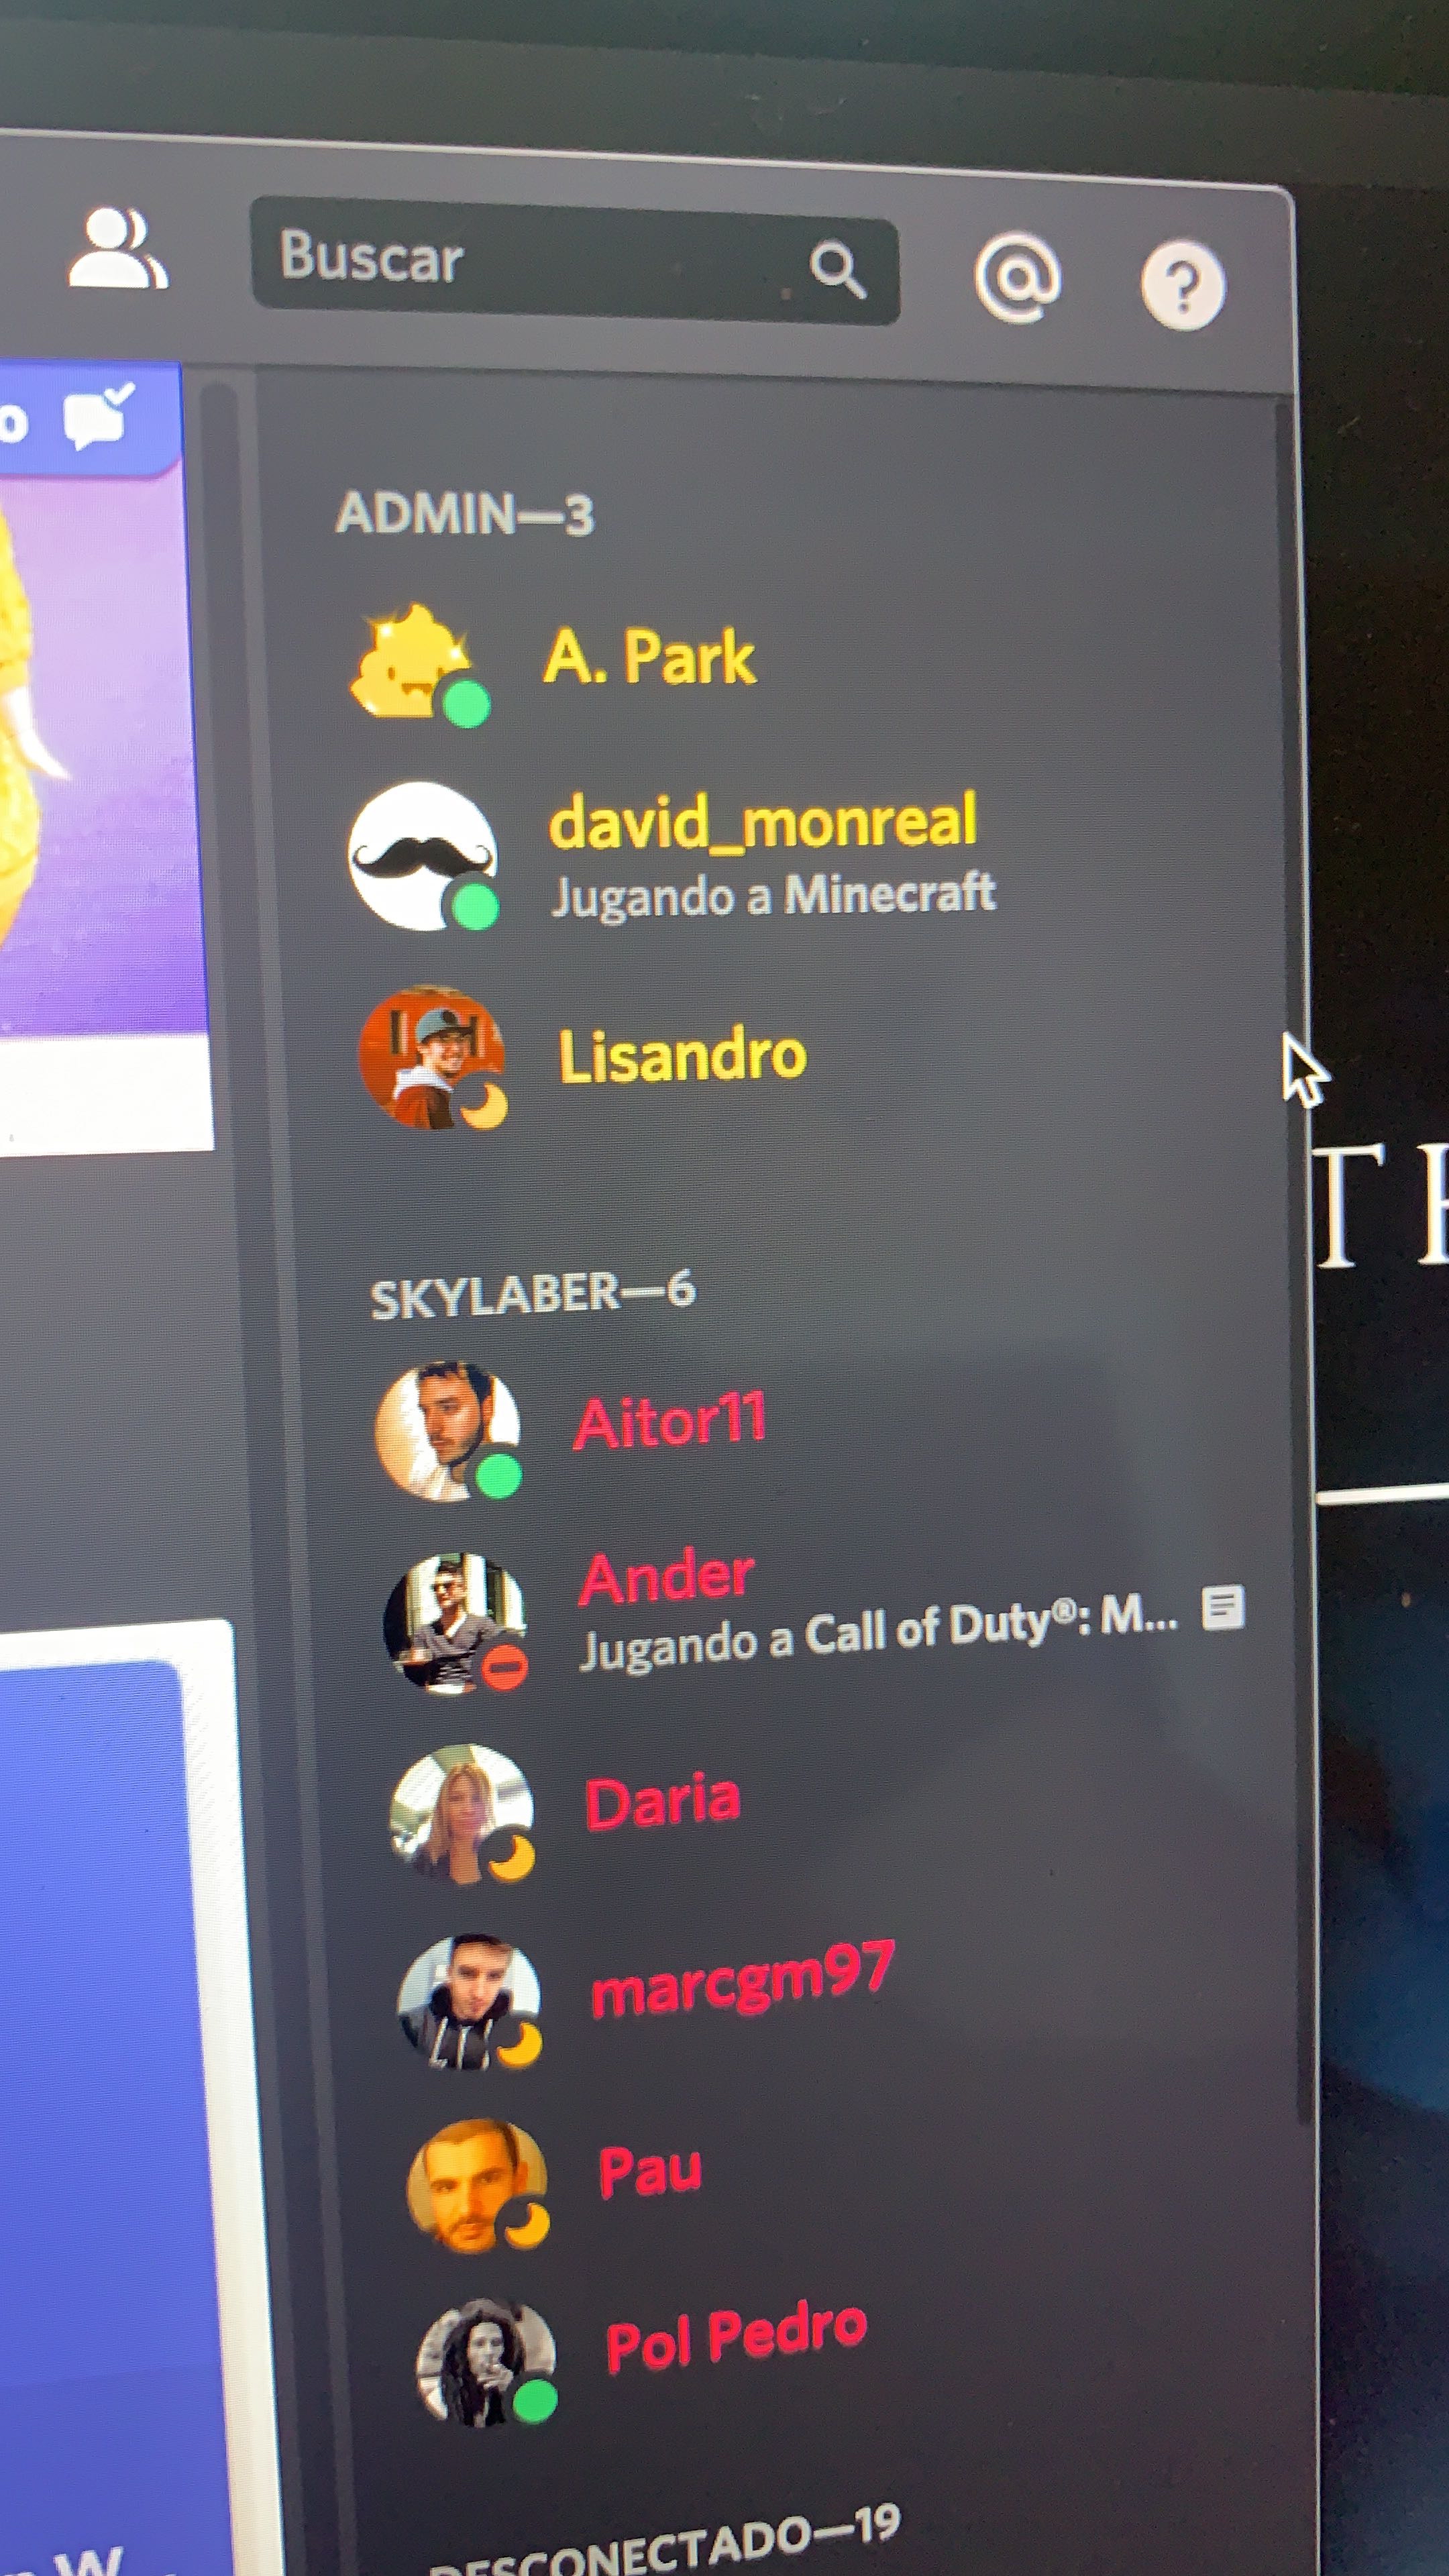 Buscar
o
ADMIN—3
A. Park
david_monreal
Jugando a Minecraft
Lisandro
TH
SKYLABER—6
Aitor11
Ander
Jugando a Call of Duty®: M...
Daria
marcgm97
Pau
Pol Pedro
DESCONECTADO—19
W